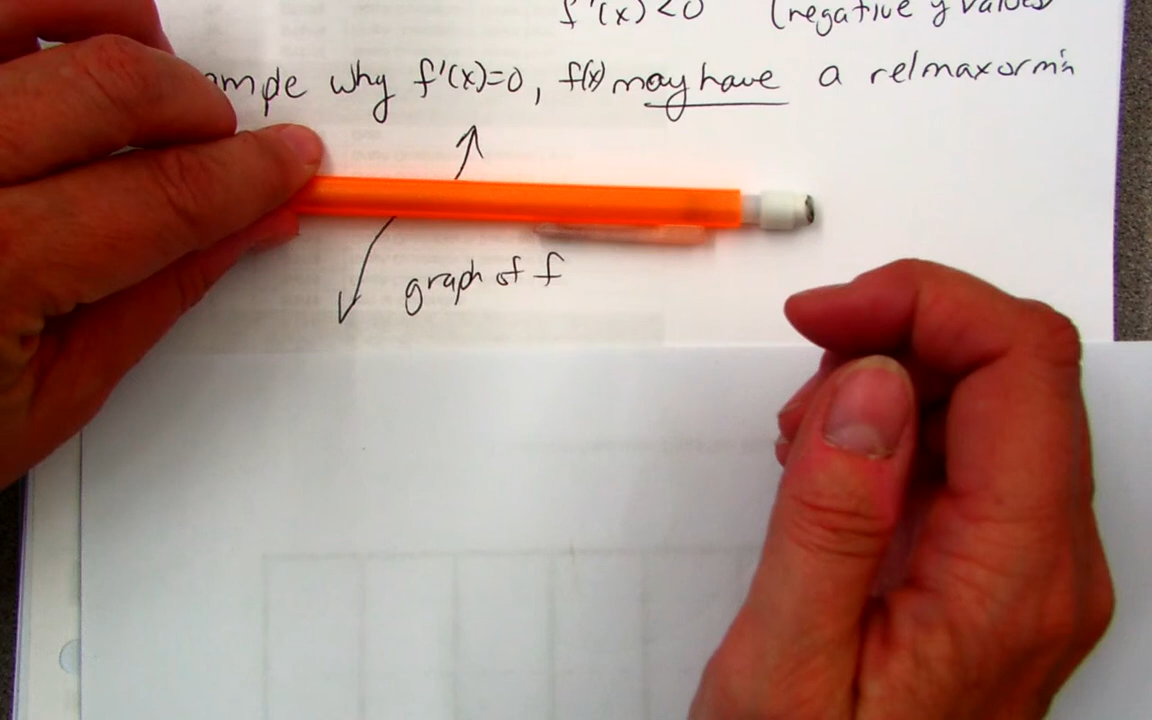 f'(x) < 0 (negative y values)
ample why f'(x)=0, f(x) may have a rel max or min
graph of f